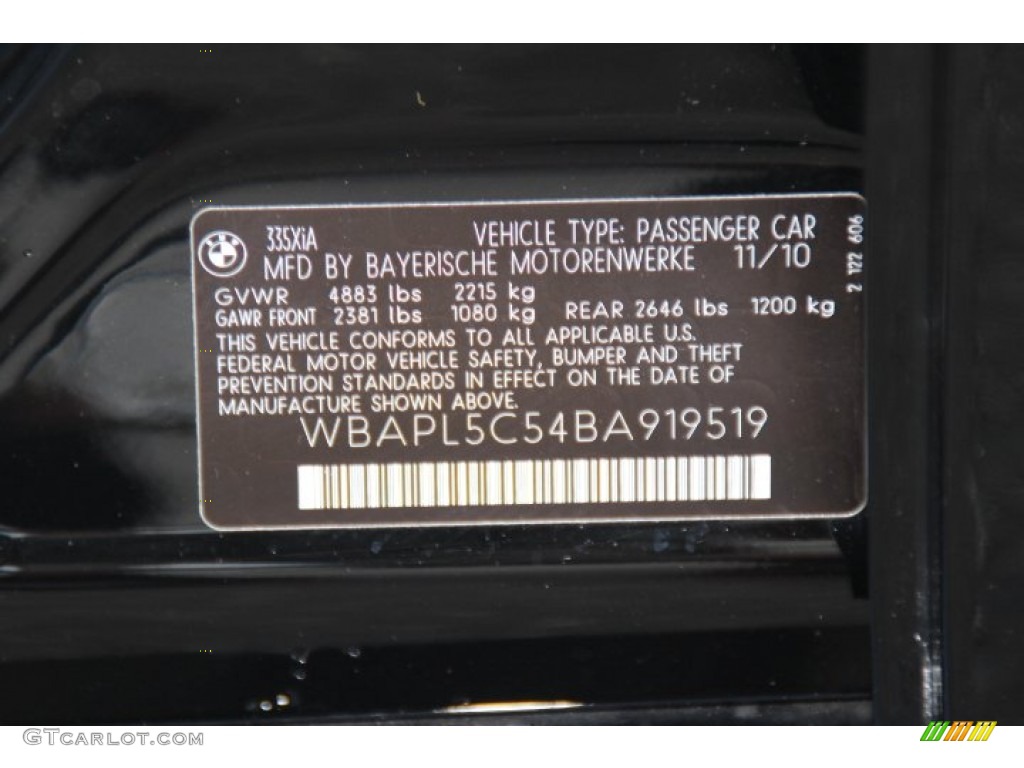 335XiA VEHICLE TYPE: PASSENGER CAR
MFD BY BAYERISCHE MOTORENWERKE 11/10
GVWR 4883 lbs 2215 kg
GAWR FRONT 2381 lbs 1080 kg REAR 2646 lbs 1200 kg
THIS VEHICLE CONFORMS TO ALL APPLICABLE U.S.
FEDERAL MOTOR VEHICLE SAFETY, BUMPER AND THEFT
PREVENTION STANDARDS IN EFFECT ON THE DATE OF
MANUFACTURE SHOWN ABOVE.
WBAPL5C54BA919519
2 122 606
GTCARLOT.COM